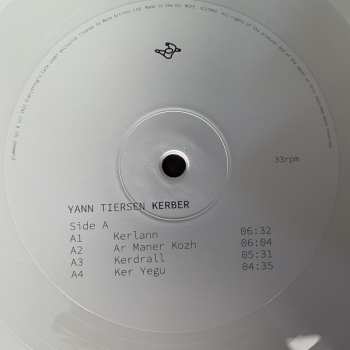 33rpm
YANN TIERSEN KERBER
Side A
A1 Kerlann 06:32
A2 Ar Maner Kozh 06:04
A3 Kerdrall 05:31
A4 Ker Yegu 04:35